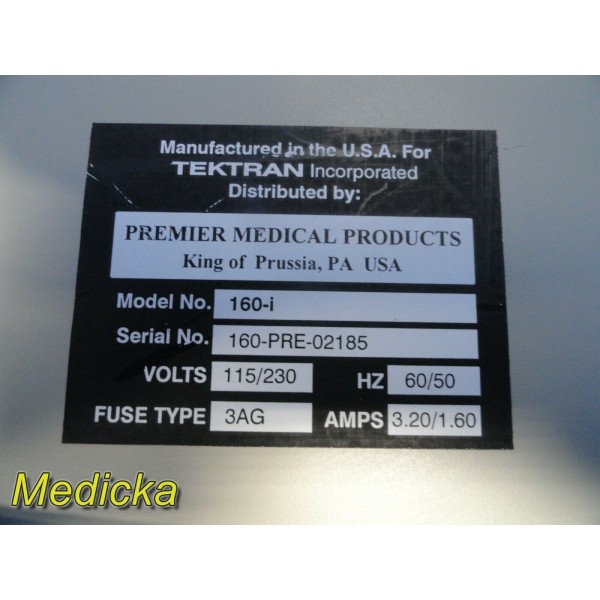 Manufactured in the U.S.A. For
TEKTRAN Incorporated
Distributed by:
PREMIER MEDICAL PRODUCTS
King of Prussia, PA USA
Model No. 160-i
Serial No. 160-PRE-02185
VOLTS 115/230 HZ 60/50
FUSE TYPE 3AG AMPS 3.20/1.60
Medicka